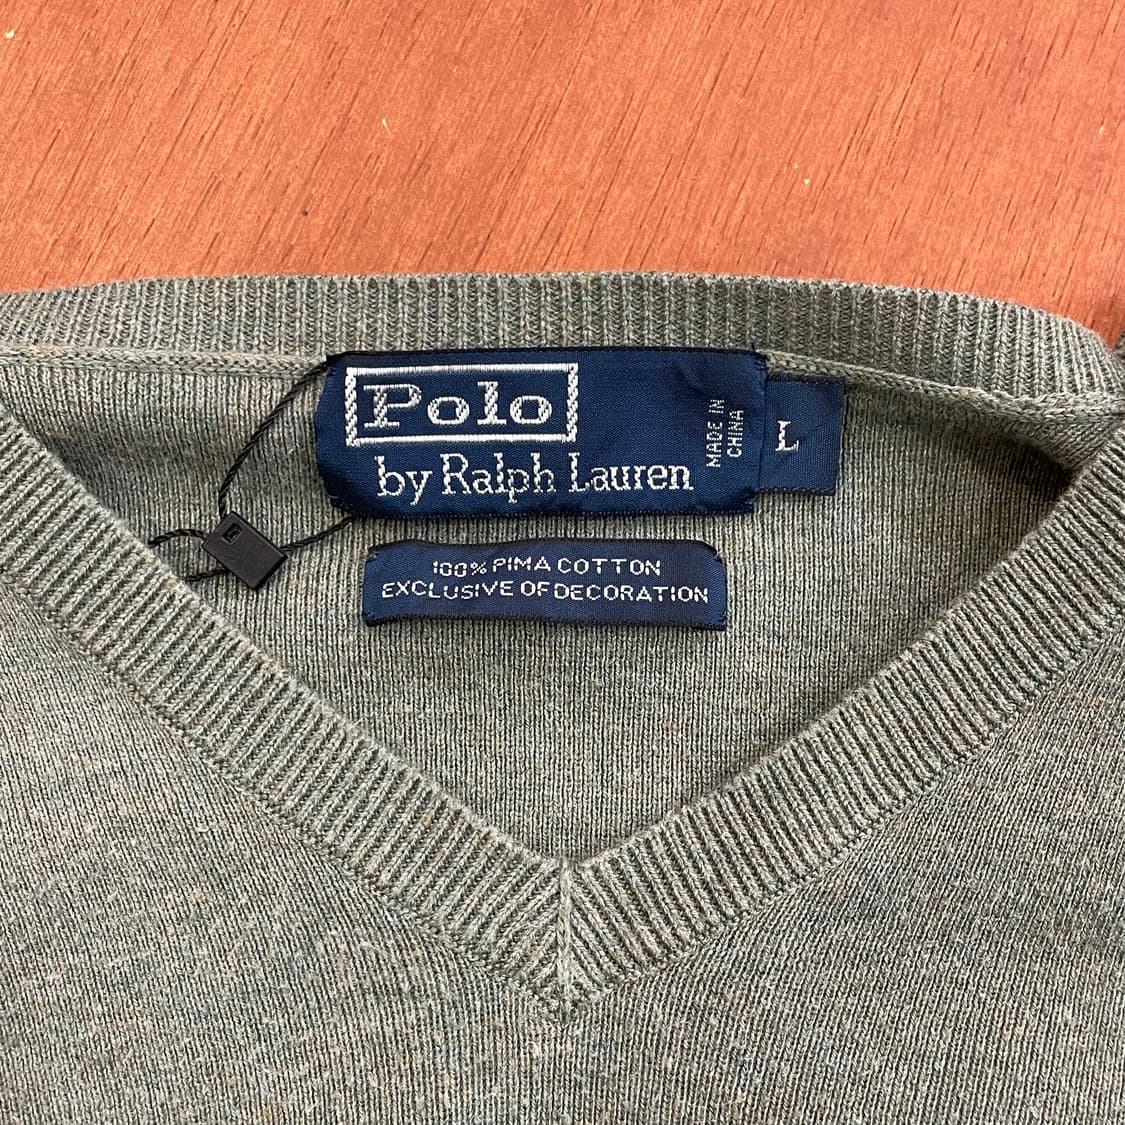 Polo
by Ralph Lauren
MADE IN
CHINA
L
100% PIMA COTTON
EXCLUSIVE OF DECORATION